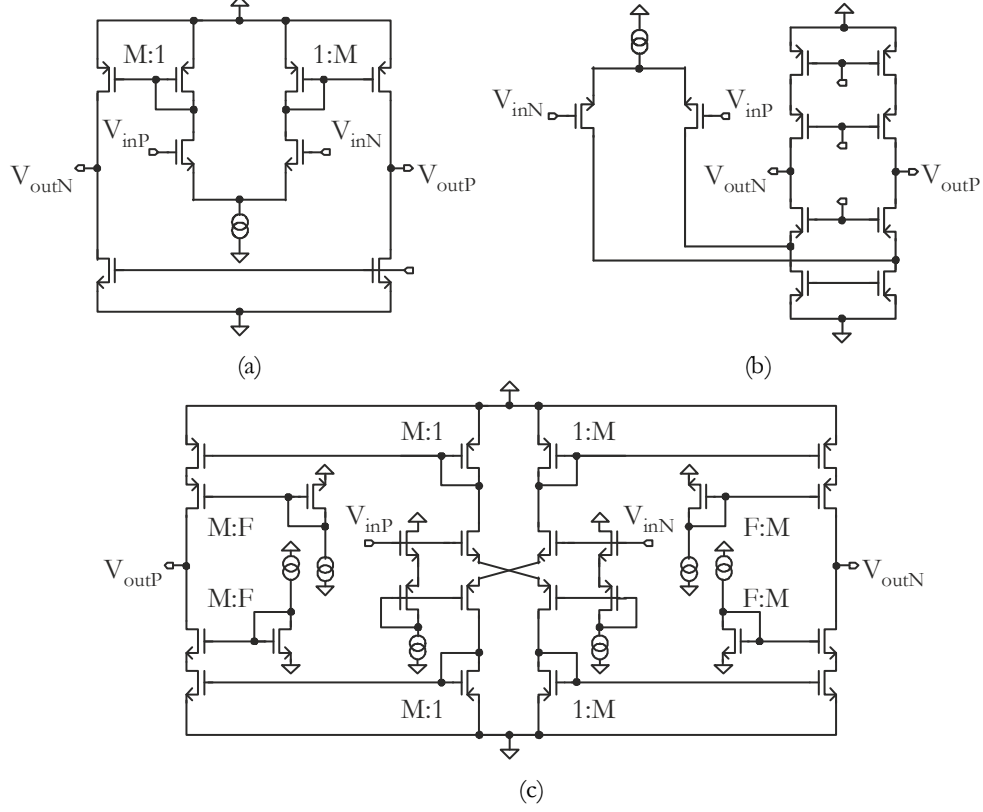 M:1 1:M
V_inP V_inN
V_outN V_outP
(a)
V_inN V_inP
V_outN V_outP
(b)
M:1 1:M
V_inP V_inN
M:F F:M
V_outP V_outN
M:F F:M
M:1 1:M
(c)